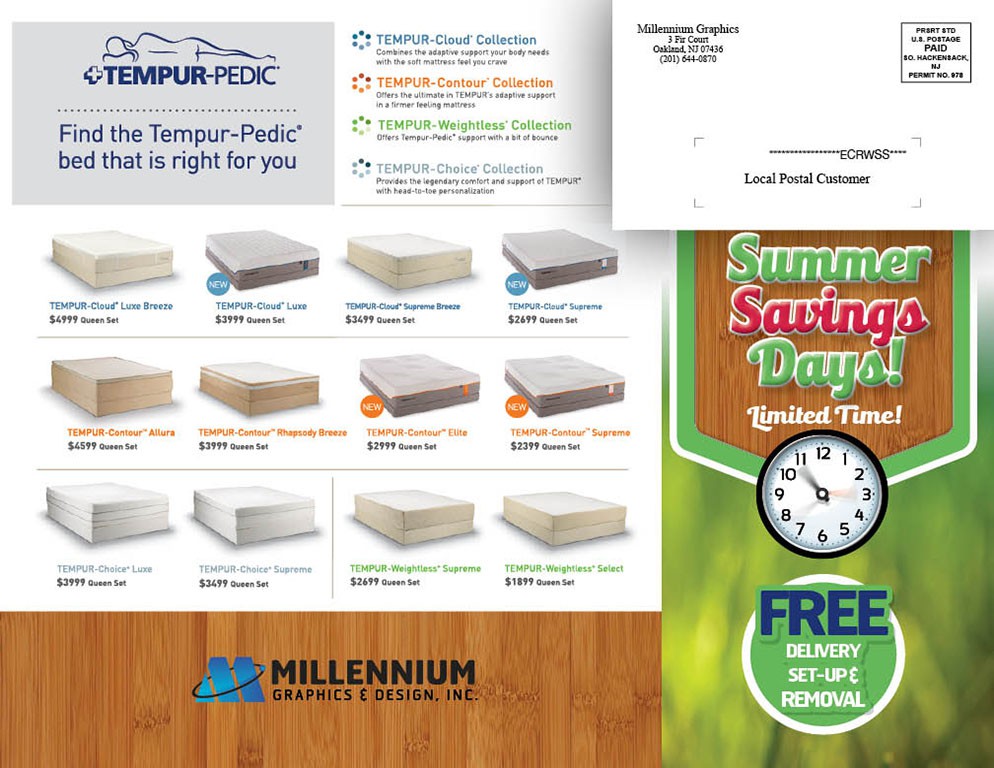 TEMPUR-PEDIC®
Find the Tempur-Pedic®
bed that is right for you
TEMPUR-Cloud® Collection
Combines the adaptive support your body needs
with the soft mattress feel you crave
TEMPUR-Contour® Collection
Offers the ultimate in TEMPUR's adaptive support
in a firmer feeling mattress
TEMPUR-Weightless® Collection
Offers Tempur-Pedic® support with a bit of bounce
TEMPUR-Choice® Collection
Provides the legendary comfort and support of TEMPUR®
with head-to-toe personalization
Millennium Graphics
3 Fir Court
Oakland, NJ 07436
(201) 644-0870
PRSRT STD
U.S. POSTAGE
PAID
SO. HACKENSACK,
NJ
PERMIT NO. 978
*****************ECRWSS****
Local Postal Customer
NEW
NEW
TEMPUR-Cloud® Luxe Breeze
$4999 Queen Set
TEMPUR-Cloud® Luxe
$3999 Queen Set
TEMPUR-Cloud® Supreme Breeze
$3499 Queen Set
TEMPUR-Cloud® Supreme
$2699 Queen Set
NEW
NEW
TEMPUR-Contour™ Allura
$4599 Queen Set
TEMPUR-Contour™ Rhapsody Breeze
$3999 Queen Set
TEMPUR-Contour™ Elite
$2999 Queen Set
TEMPUR-Contour™ Supreme
$2399 Queen Set
TEMPUR-Choice® Luxe
$3999 Queen Set
TEMPUR-Choice® Supreme
$3499 Queen Set
TEMPUR-Weightless® Supreme
$2699 Queen Set
TEMPUR-Weightless® Select
$1899 Queen Set
Summer
Savings
Days!
Limited Time!
12 1 2 3 4 5 6 7 8 9 10 11
FREE
DELIVERY
SET-UP &
REMOVAL
MILLENNIUM
GRAPHICS & DESIGN, INC.